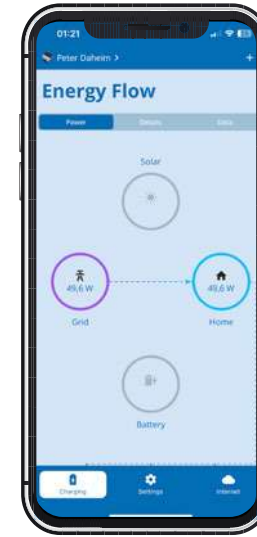 01:21
Peter Daheim > +
Energy Flow
Power Details Data
Solar
49,6 W 49,6 W
Grid Home
Battery
Charging Settings Internet